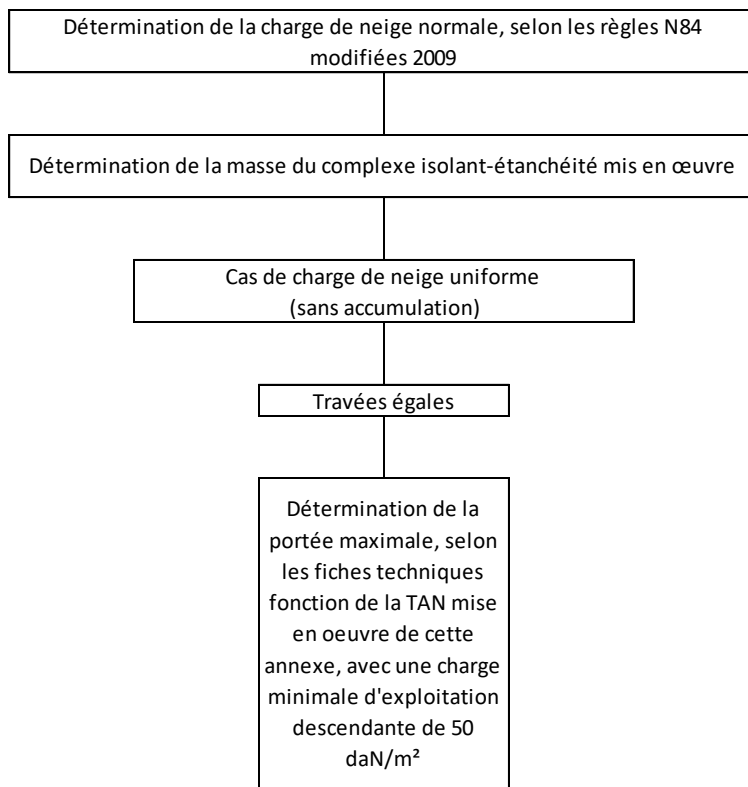 Détermination de la charge de neige normale, selon les règles N84
modifiées 2009
Détermination de la masse du complexe isolant-étanchéité mis en œuvre
Cas de charge de neige uniforme
(sans accumulation)
Travées égales
Détermination de la
portée maximale, selon
les fiches techniques
fonction de la TAN mise
en oeuvre de cette
annexe, avec une charge
minimale d'exploitation
descendante de 50
daN/m²